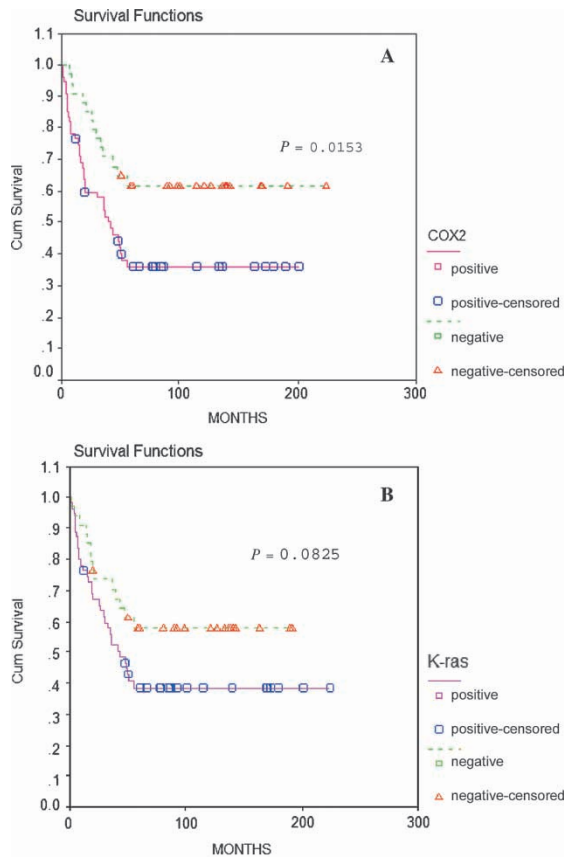 Survival Functions
A
1.1
1.0
.9
.8
.7
.6
.5
.4
.3
.2
.1
0.0
Cum Survival
P = 0.0153
0
100
200
300
MONTHS
COX2
positive
positive-censored
negative
negative-censored
Survival Functions
B
1.1
1.0
.9
.8
.7
.6
.5
.4
.3
.2
.1
0.0
Cum Survival
P = 0.0825
0
100
200
300
MONTHS
K-ras
positive
positive-censored
negative
negative-censored